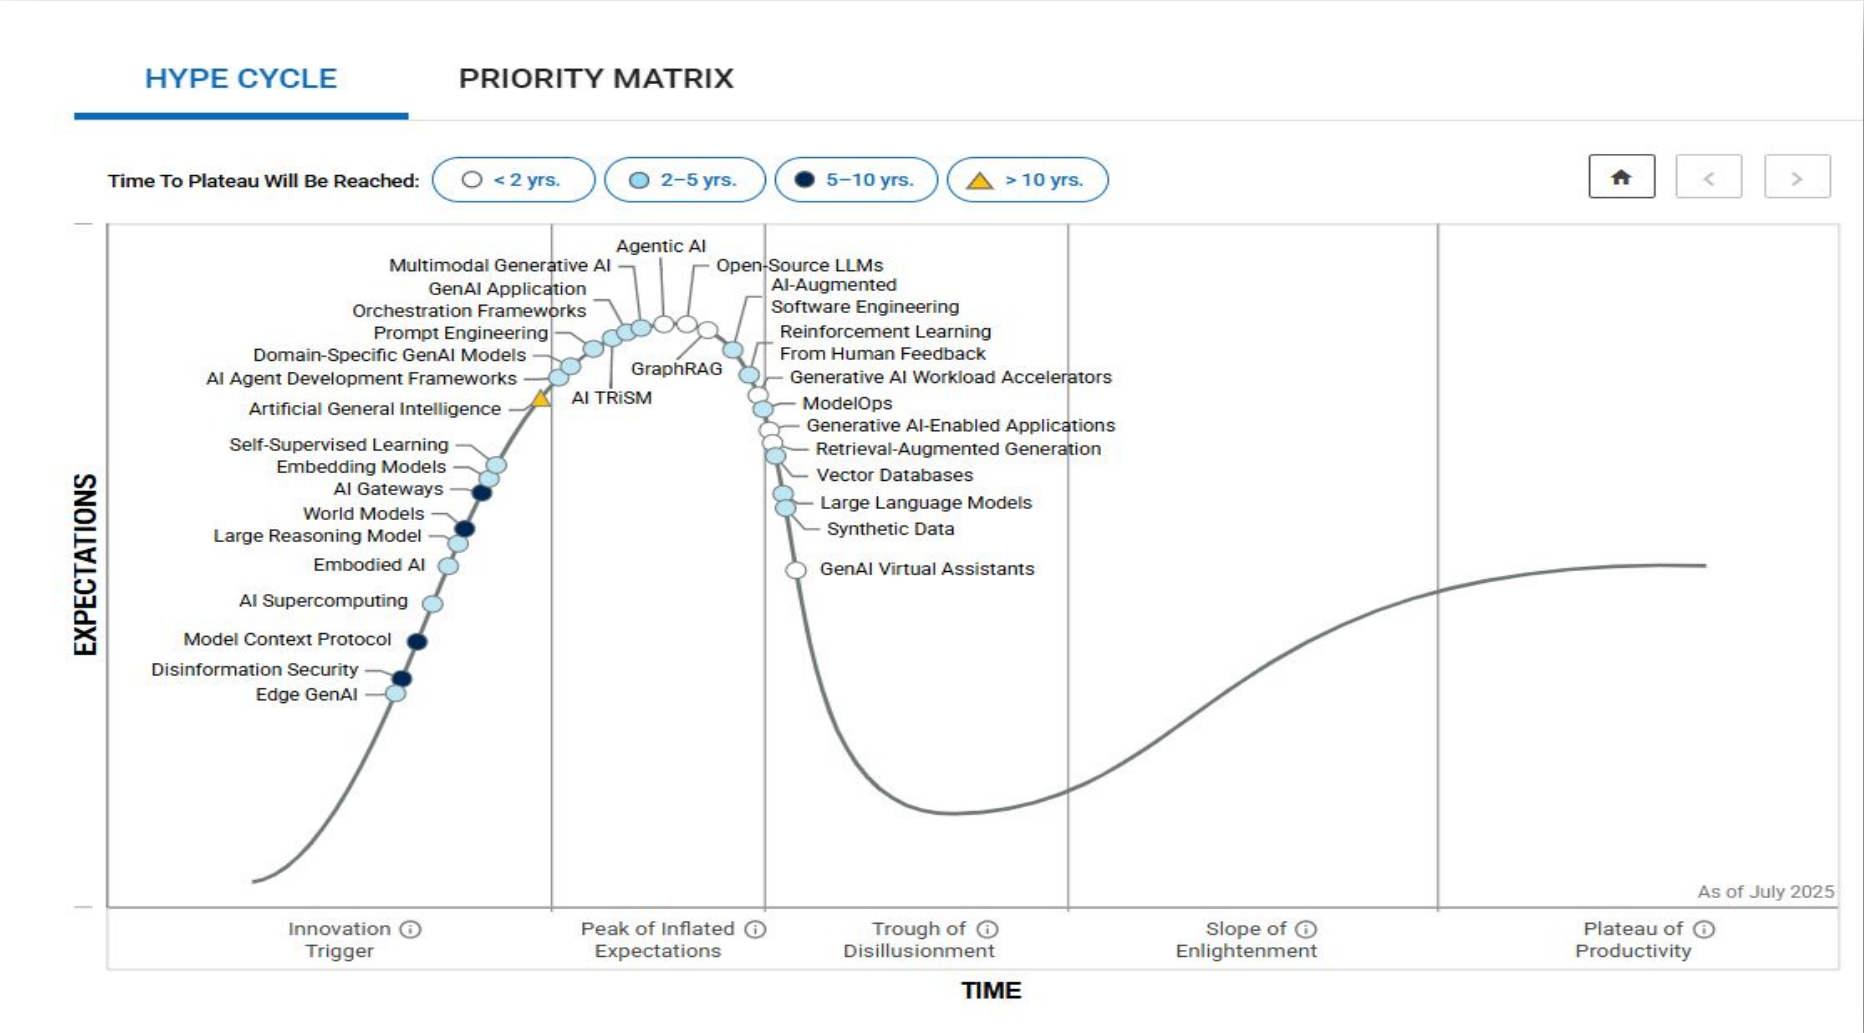 HYPE CYCLE
PRIORITY MATRIX
Time To Plateau Will Be Reached:
< 2 yrs.
2–5 yrs.
5–10 yrs.
> 10 yrs.
EXPECTATIONS
Agentic AI
Multimodal Generative AI
Open-Source LLMs
GenAI Application
Orchestration Frameworks
AI-Augmented
Software Engineering
Prompt Engineering
Reinforcement Learning
From Human Feedback
Domain-Specific GenAI Models
GraphRAG
AI Agent Development Frameworks
Generative AI Workload Accelerators
AI TRiSM
Artificial General Intelligence
ModelOps
Generative AI-Enabled Applications
Self-Supervised Learning
Retrieval-Augmented Generation
Embedding Models
Vector Databases
AI Gateways
Large Language Models
World Models
Synthetic Data
Large Reasoning Model
Embodied AI
GenAI Virtual Assistants
AI Supercomputing
Model Context Protocol
Disinformation Security
Edge GenAI
As of July 2025
Innovation
Trigger
Peak of Inflated
Expectations
Trough of
Disillusionment
Slope of
Enlightenment
Plateau of
Productivity
TIME